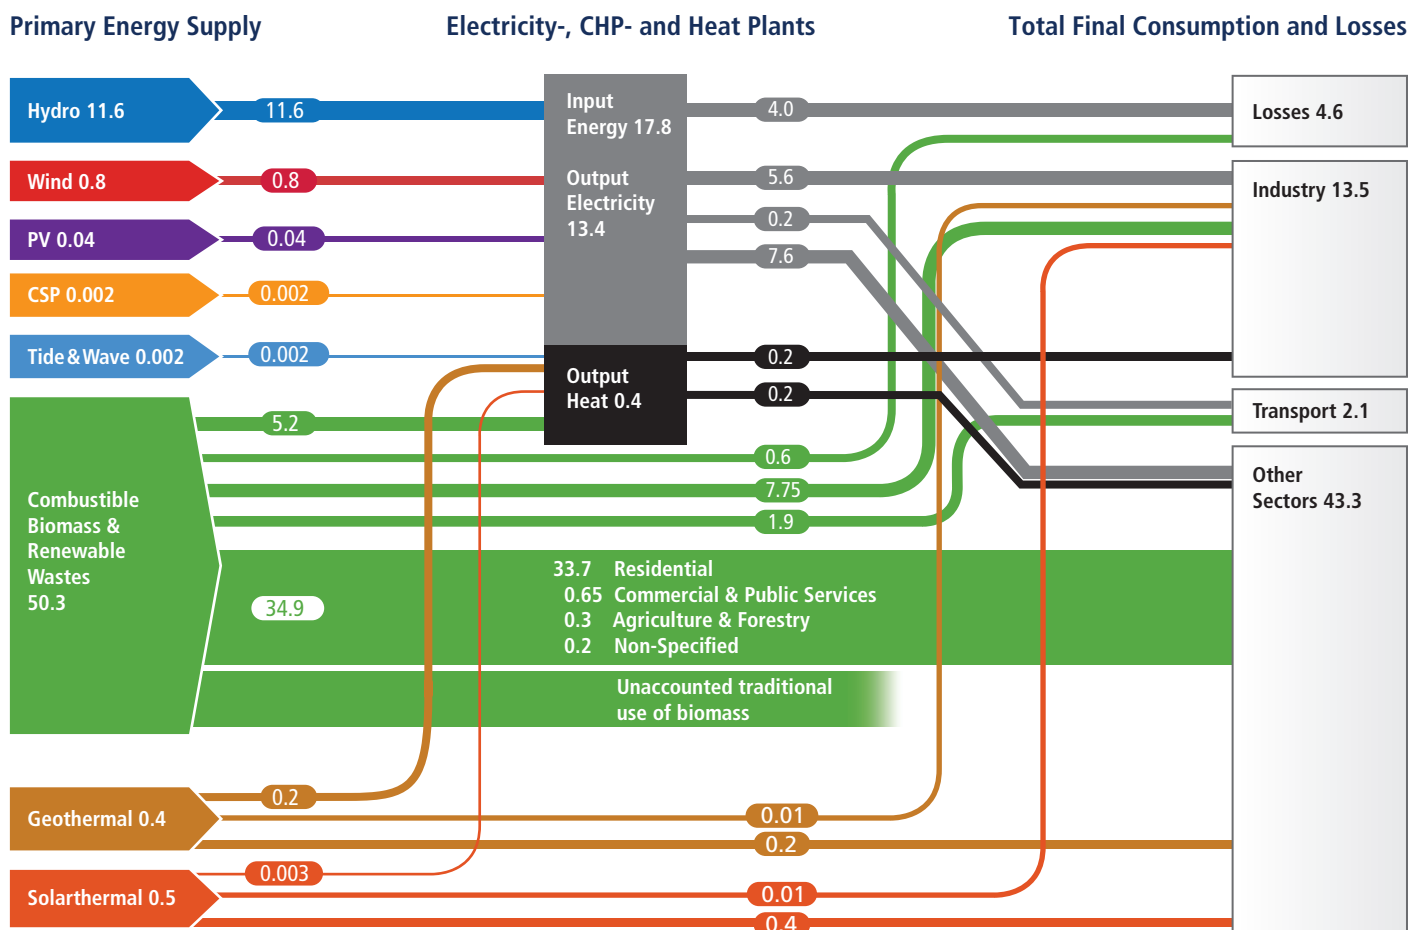 Primary Energy Supply
Electricity-, CHP- and Heat Plants
Total Final Consumption and Losses
Hydro 11.6
11.6
Input
Energy 17.8
4.0
Losses 4.6
Wind 0.8
0.8
Output
Electricity
13.4
5.6
Industry 13.5
PV 0.04
0.04
0.2
7.6
CSP 0.002
0.002
Tide & Wave 0.002
0.002
Output
Heat 0.4
0.2
0.2
Transport 2.1
5.2
0.6
7.75
1.9
Other
Sectors 43.3
Combustible
Biomass &
Renewable
Wastes
50.3
34.9
33.7 Residential
0.65 Commercial & Public Services
0.3 Agriculture & Forestry
0.2 Non-Specified
Unaccounted traditional
use of biomass
Geothermal 0.4
0.2
0.01
0.2
Solarthermal 0.5
0.003
0.01
0.4